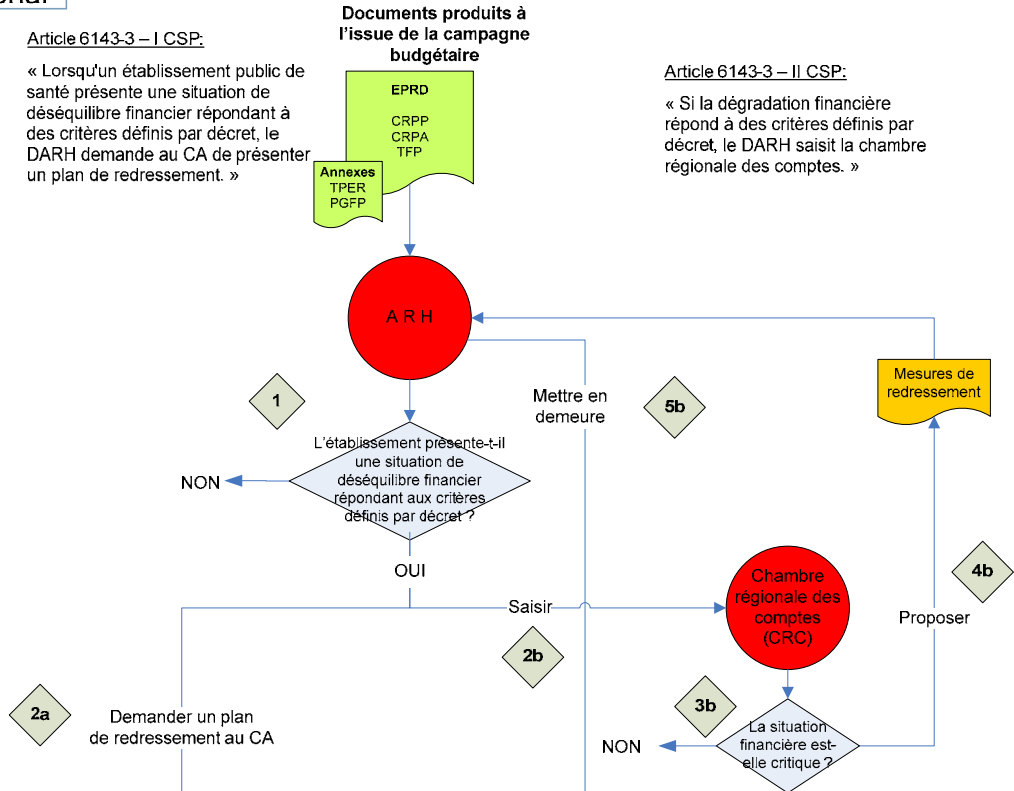 Documents produits à
l'issue de la campagne
budgétaire
Article 6143-3 – I CSP:
« Lorsqu'un établissement public de
santé présente une situation de
déséquilibre financier répondant à
des critères définis par décret, le
DARH demande au CA de présenter
un plan de redressement. »
EPRD
CRPP
CRPA
TFP
Annexes
TPER
PGFP
Article 6143-3 – II CSP:
« Si la dégradation financière
répond à des critères définis par
décret, le DARH saisit la chambre
régionale des comptes. »
A R H
Mesures de
redressement
1
Mettre en
demeure
5b
L'établissement présente-t-il
une situation de
déséquilibre financier
répondant aux critères
définis par décret ?
NON
OUI
Saisir
2b
Chambre
régionale des
comptes
(CRC)
4b
Proposer
2a
Demander un plan
de redressement au CA
3b
La situation
financière est-
elle critique ?
NON